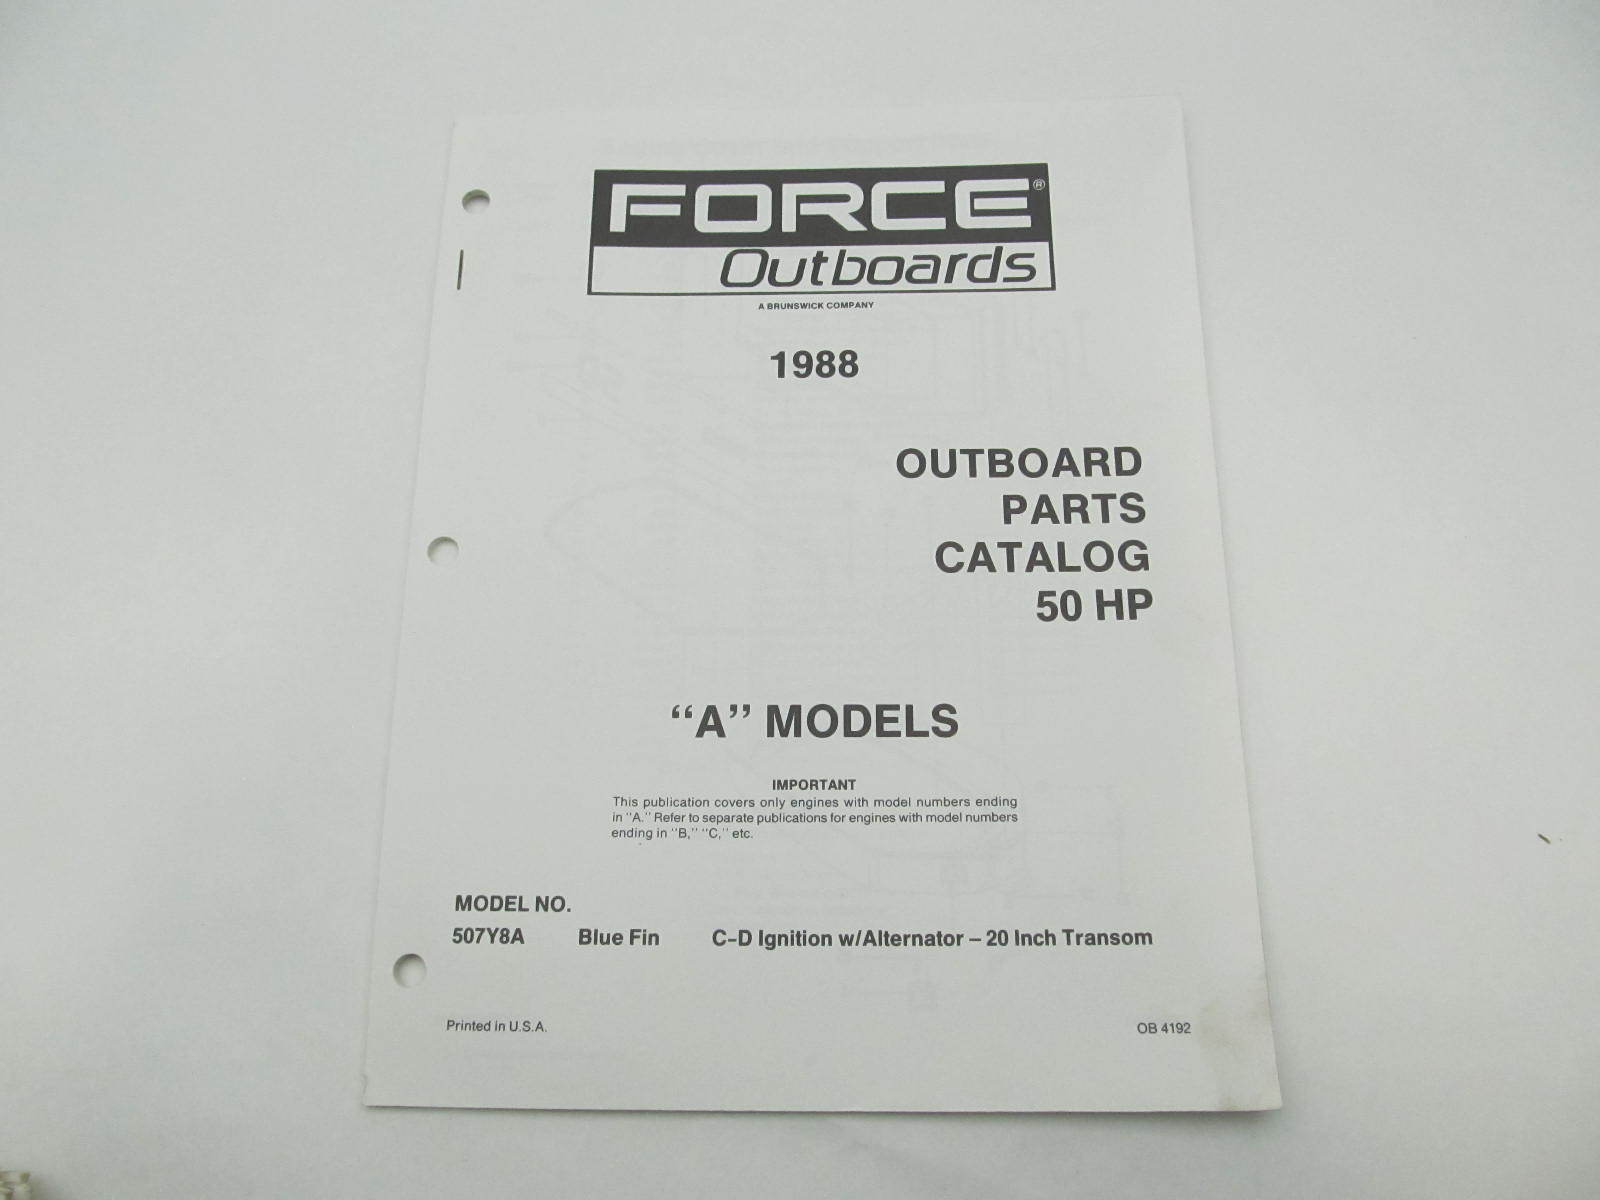 FORCE®
Outboards
A BRUNSWICK COMPANY
1988
OUTBOARD
PARTS
CATALOG
50 HP
“A” MODELS
IMPORTANT
This publication covers only engines with model numbers ending
in “A.” Refer to separate publications for engines with model numbers
ending in “B,” “C,” etc.
MODEL NO.
507Y8A Blue Fin C-D Ignition w/Alternator – 20 Inch Transom
Printed in U.S.A. OB 4192